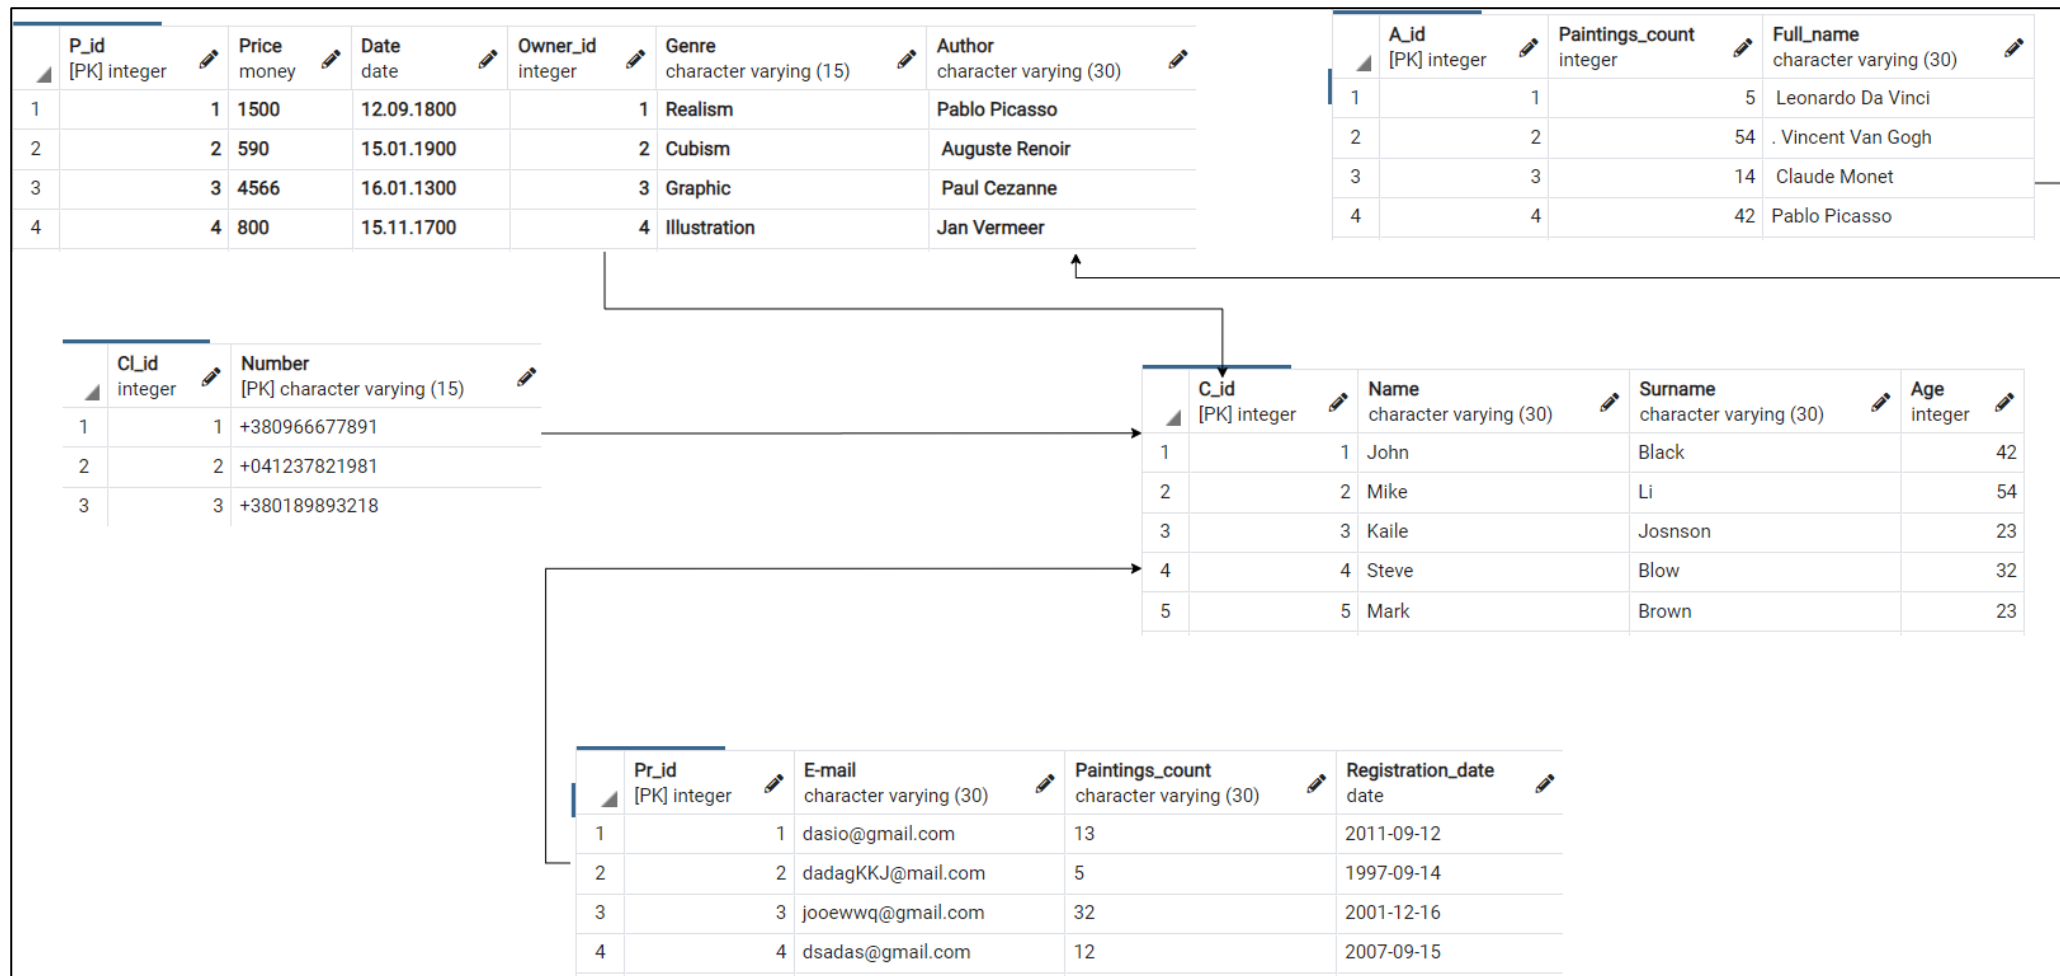 P_id Price Date Owner_id Genre Author
[PK] integer money date integer character varying (15) character varying (30)
1 1 1500 12.09.1800 1 Realism Pablo Picasso
2 2 590 15.01.1900 2 Cubism Auguste Renoir
3 3 4566 16.01.1300 3 Graphic Paul Cezanne
4 4 800 15.11.1700 4 Illustration Jan Vermeer
A_id Paintings_count Full_name
[PK] integer integer character varying (30)
1 1 5 Leonardo Da Vinci
2 2 54 . Vincent Van Gogh
3 3 14 Claude Monet
4 4 42 Pablo Picasso
Cl_id Number
integer [PK] character varying (15)
1 1 +380966677891
2 2 +041237821981
3 3 +380189893218
C_id Name Surname Age
[PK] integer character varying (30) character varying (30) integer
1 1 John Black 42
2 2 Mike Li 54
3 3 Kaile Josnson 23
4 4 Steve Blow 32
5 5 Mark Brown 23
Pr_id E-mail Paintings_count Registration_date
[PK] integer character varying (30) character varying (30) date
1 1 dasio@gmail.com 13 2011-09-12
2 2 dadagKKJ@mail.com 5 1997-09-14
3 3 jooewwq@gmail.com 32 2001-12-16
4 4 dsadas@gmail.com 12 2007-09-15